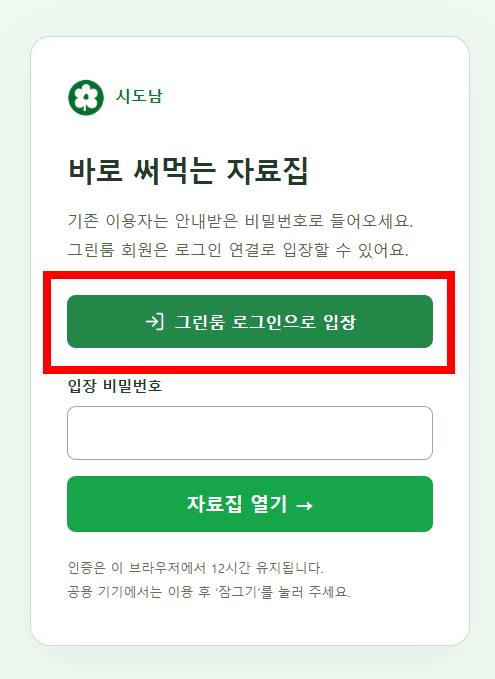 시도남
바로 써먹는 자료집
기존 이용자는 안내받은 비밀번호로 들어오세요.
그린룸 회원은 로그인 연결로 입장할 수 있어요.
그린룸 로그인으로 입장
입장 비밀번호
자료집 열기 →
인증은 이 브라우저에서 12시간 유지됩니다.
공용 기기에서는 이용 후 '잠그기'를 눌러 주세요.